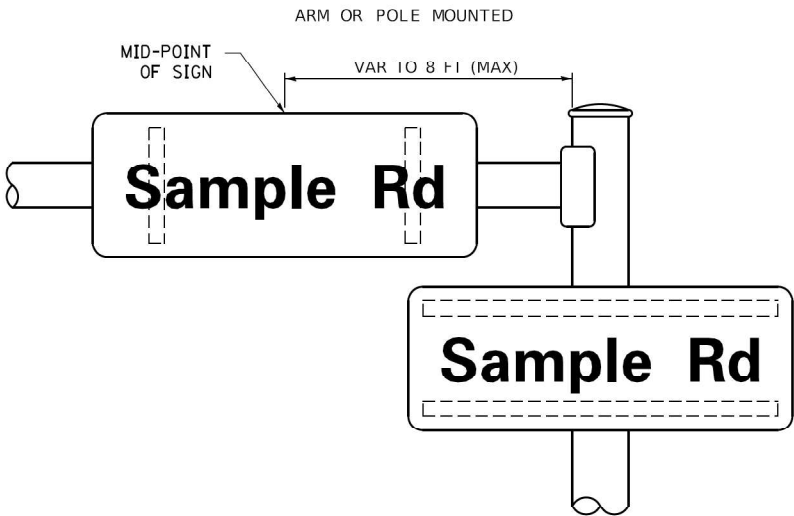 ARM OR POLE MOUNTED
MID-POINT
OF SIGN
VAR TO 8 FT (MAX)
Sample Rd
Sample Rd